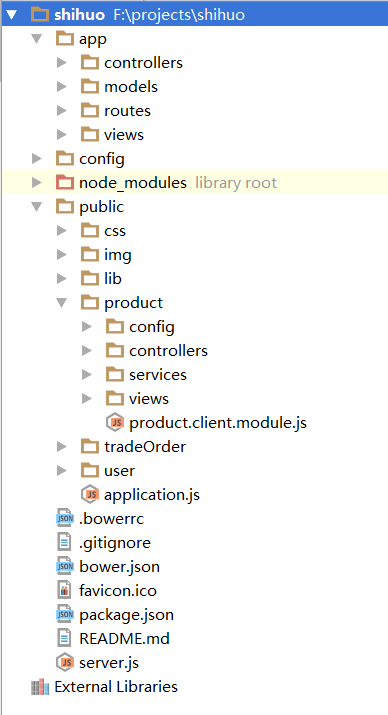 shihuo F:\projects\shihuo
app
controllers
models
routes
views
config
node_modules library root
public
css
img
lib
product
config
controllers
services
views
product.client.module.js
tradeOrder
user
application.js
.bowerrc
.gitignore
bower.json
favicon.ico
package.json
README.md
server.js
External Libraries